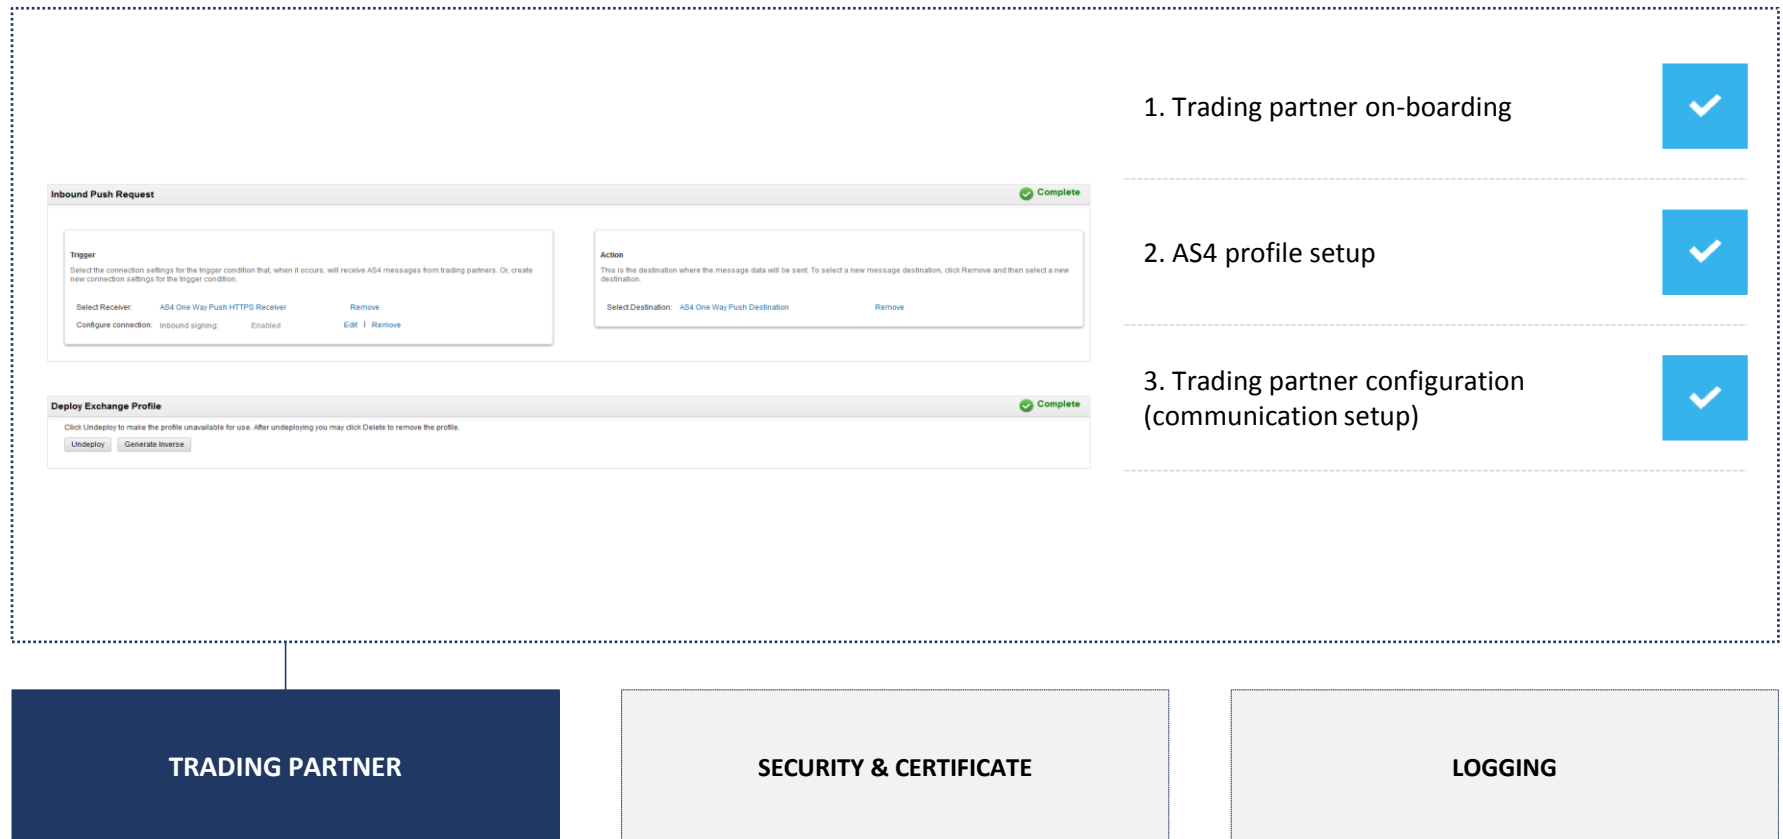 Inbound Push Request
Complete
Trigger
Select the connection settings for the trigger condition that, when it occurs, will receive AS4 messages from trading partners. Or, create
new connection settings for the trigger condition.
Select Receiver: AS4 One Way Push HTTPS Receiver Remove
Configure connection: Inbound signing: Enabled Edit | Remove
Action
This is the destination where the message data will be sent. To select a new message destination, click Remove and then select a new
destination.
Select Destination: AS4 One Way Push Destination Remove
Deploy Exchange Profile
Complete
Click Undeploy to make the profile unavailable for use. After undeploying you may click Delete to remove the profile.
Undeploy Generate Inverse
1. Trading partner on-boarding
2. AS4 profile setup
3. Trading partner configuration
(communication setup)
TRADING PARTNER
SECURITY & CERTIFICATE
LOGGING